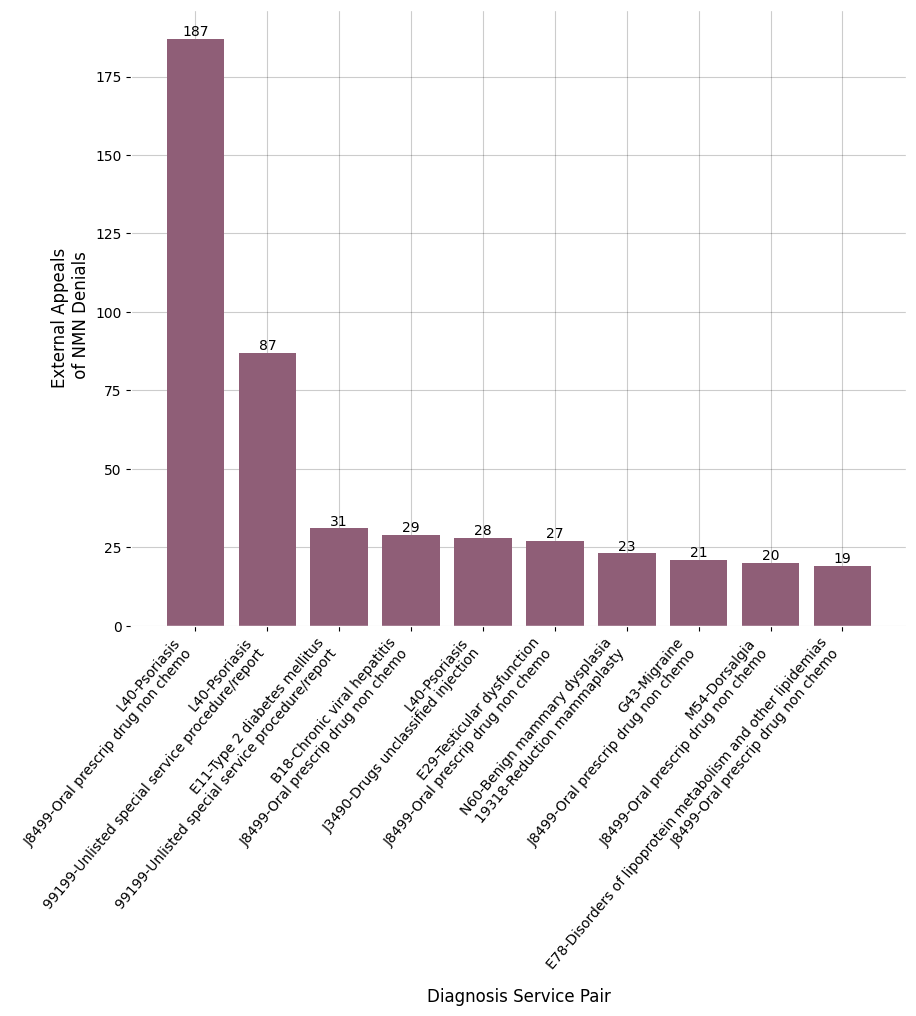 187
87
31
29
28
27
23
21
20
19
175
150
125
100
75
50
25
0
External Appeals
of NMN Denials
L40-Psoriasis
J8499-Oral prescrip drug non chemo
L40-Psoriasis
99199-Unlisted special service procedure/report
E11-Type 2 diabetes mellitus
99199-Unlisted special service procedure/report
B18-Chronic viral hepatitis
J8499-Oral prescrip drug non chemo
L40-Psoriasis
J3490-Drugs unclassified injection
E29-Testicular dysfunction
J8499-Oral prescrip drug non chemo
N60-Benign mammary dysplasia
19318-Reduction mammaplasty
G43-Migraine
J8499-Oral prescrip drug non chemo
M54-Dorsalgia
J8499-Oral prescrip drug non chemo
E78-Disorders of lipoprotein metabolism and other lipidemias
J8499-Oral prescrip drug non chemo
Diagnosis Service Pair